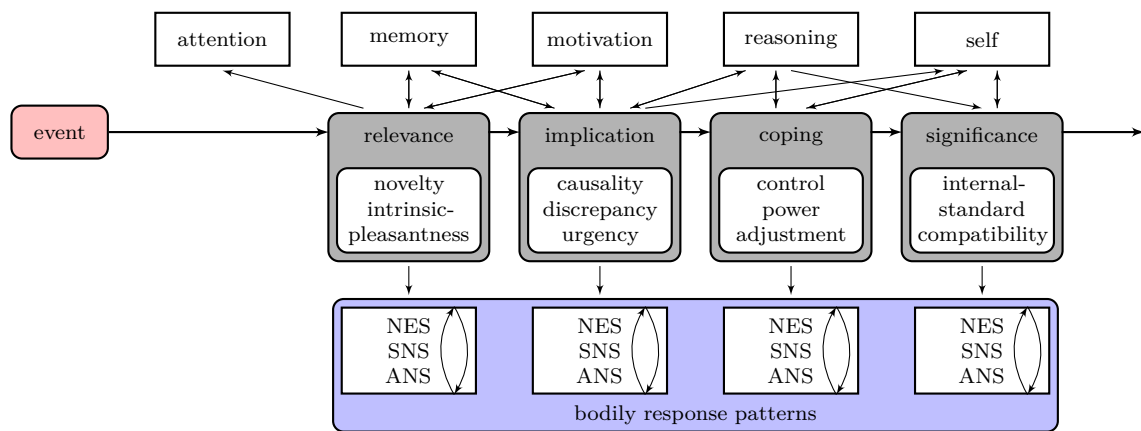 attention
memory
motivation
reasoning
self
event
relevance
implication
coping
significance
novelty
intrinsic-
pleasantness
causality
discrepancy
urgency
control
power
adjustment
internal-
standard
compatibility
NES
SNS
ANS
NES
SNS
ANS
NES
SNS
ANS
NES
SNS
ANS
bodily response patterns